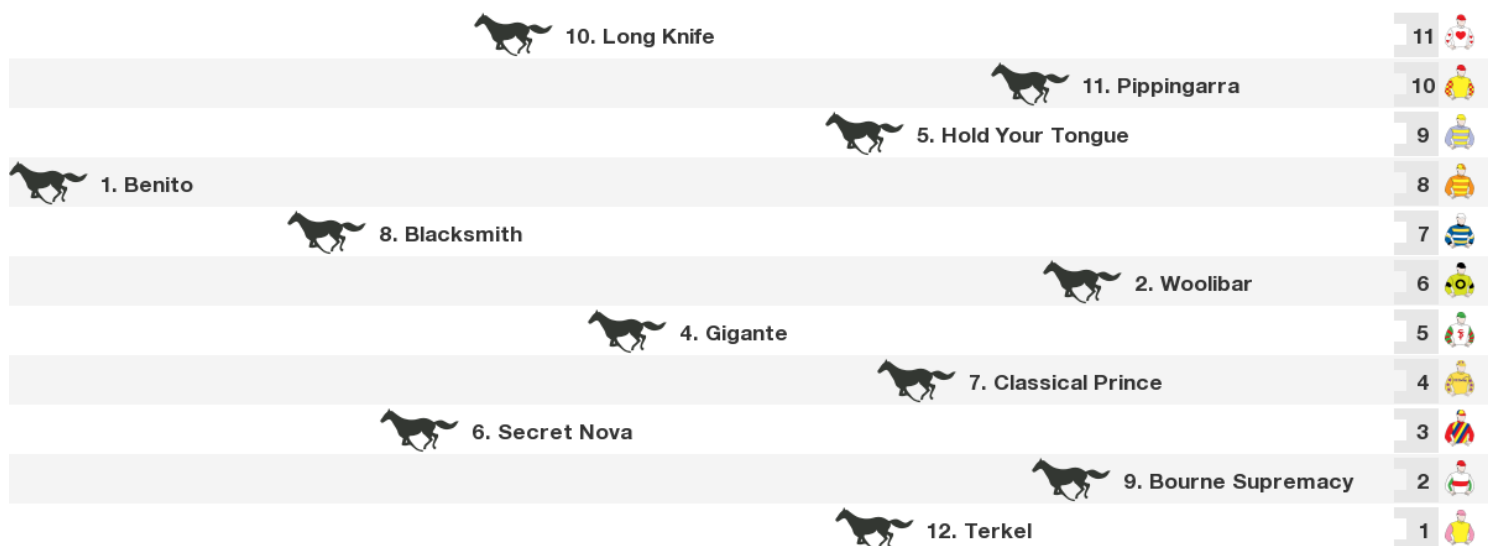 10. Long Knife 11
11. Pippingarra 10
5. Hold Your Tongue 9
1. Benito 8
8. Blacksmith 7
2. Woolibar 6
4. Gigante 5
7. Classical Prince 4
6. Secret Nova 3
9. Bourne Supremacy 2
12. Terkel 1